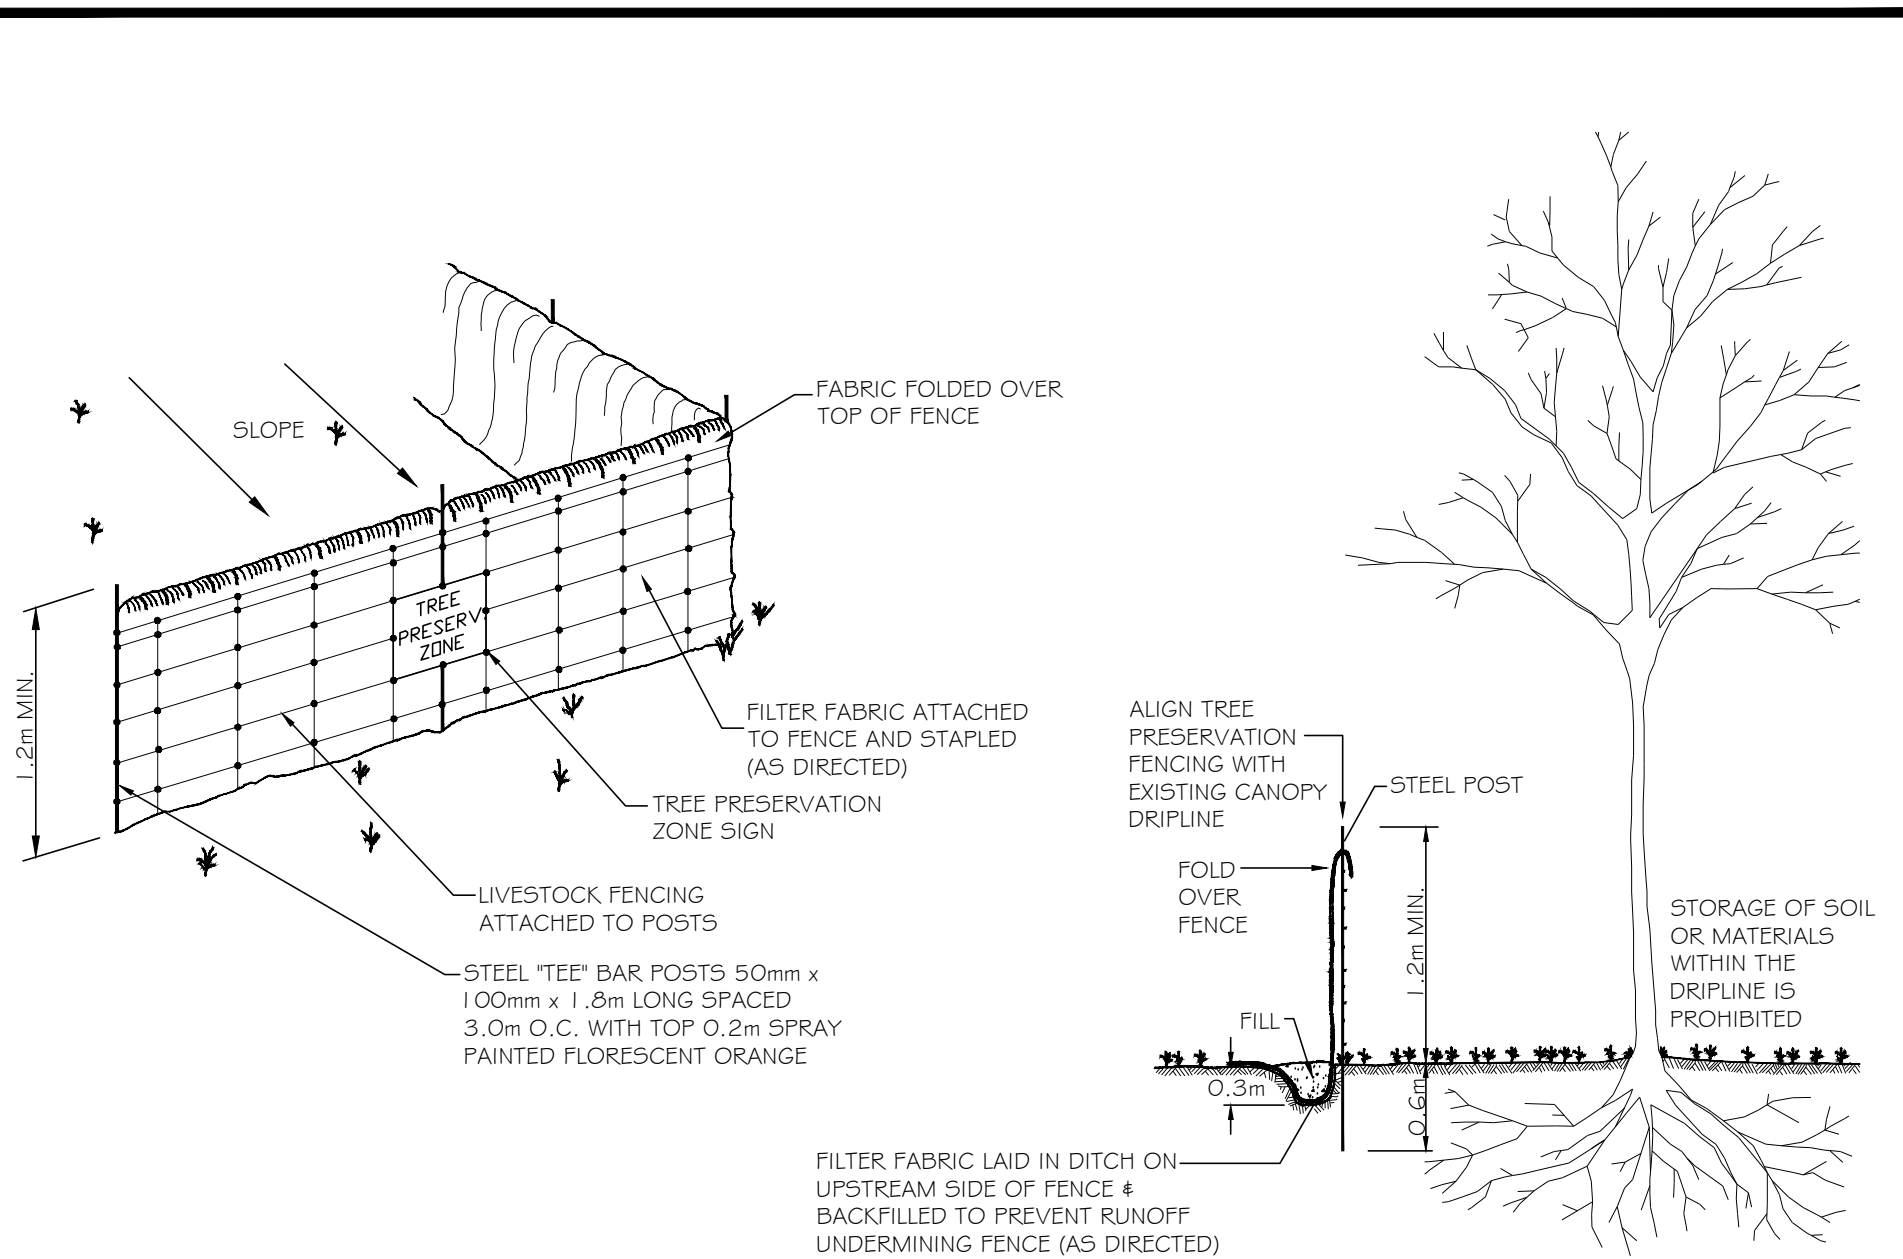 SLOPE
FABRIC FOLDED OVER
TOP OF FENCE
TREE
PRESERV.
ZONE
1.2m MIN.
FILTER FABRIC ATTACHED
TO FENCE AND STAPLED
(AS DIRECTED)
TREE PRESERVATION
ZONE SIGN
LIVESTOCK FENCING
ATTACHED TO POSTS
STEEL "TEE" BAR POSTS 50mm x
100mm x 1.8m LONG SPACED
3.0m O.C. WITH TOP 0.2m SPRAY
PAINTED FLORESCENT ORANGE
ALIGN TREE
PRESERVATION
FENCING WITH
EXISTING CANOPY
DRIPLINE
STEEL POST
FOLD
OVER
FENCE
1.2m MIN.
STORAGE OF SOIL
OR MATERIALS
WITHIN THE
DRIPLINE IS
PROHIBITED
FILL
0.3m
0.6m
FILTER FABRIC LAID IN DITCH ON
UPSTREAM SIDE OF FENCE &
BACKFILLED TO PREVENT RUNOFF
UNDERMINING FENCE (AS DIRECTED)